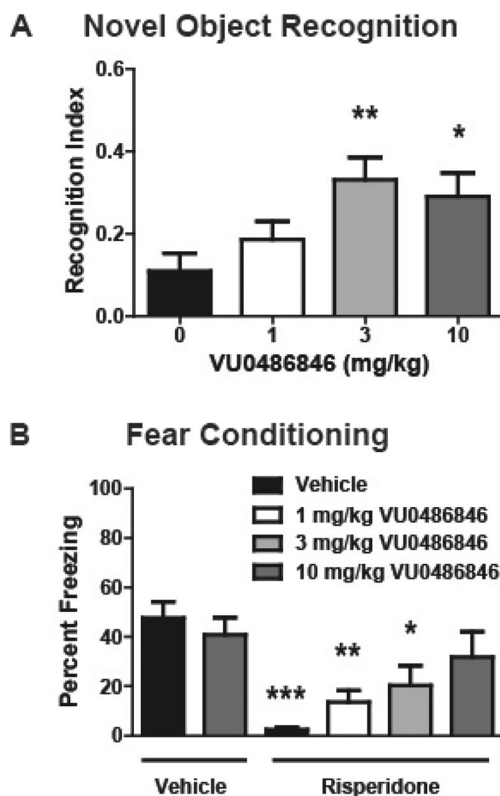 A Novel Object Recognition
0.6
0.4
0.2
0.0
Recognition Index
**
*
0 1 3 10
VU0486846 (mg/kg)
B Fear Conditioning
100
80
60
40
20
0
Percent Freezing
Vehicle
1 mg/kg VU0486846
3 mg/kg VU0486846
10 mg/kg VU0486846
***
**
*
Vehicle Risperidone